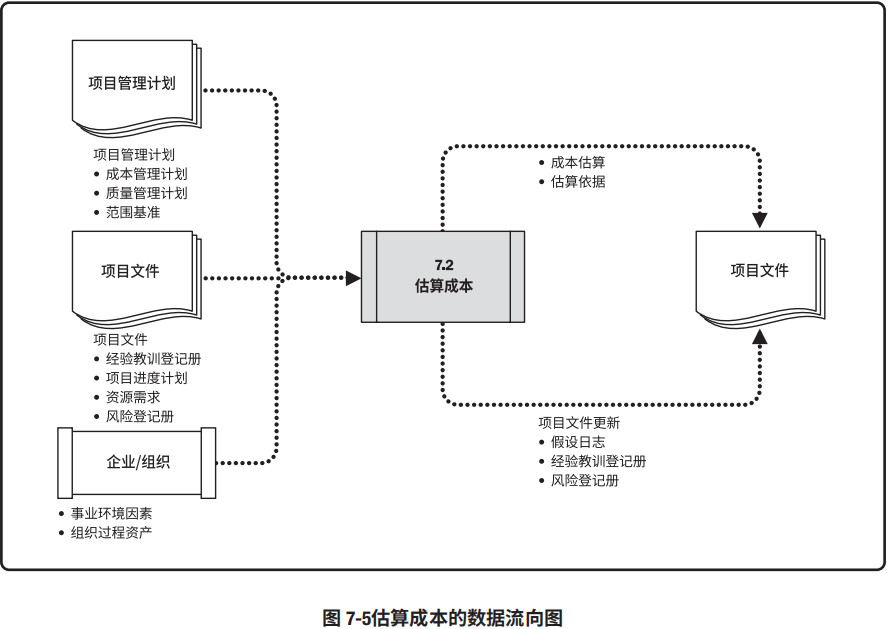 项目管理计划
项目管理计划
• 成本管理计划
• 质量管理计划
• 范围基准
项目文件
项目文件
• 经验教训登记册
• 项目进度计划
• 资源需求
• 风险登记册
企业/组织
• 事业环境因素
• 组织过程资产
7.2
估算成本
• 成本估算
• 估算依据
项目文件
项目文件更新
• 假设日志
• 经验教训登记册
• 风险登记册
图 7-5估算成本的数据流向图